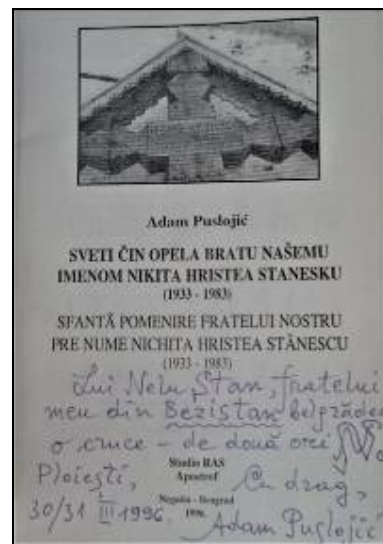 Adam Puslojić
SVETI ČIN OPELA BRATU NAŠEMU
IMENOM NIKITA HRISTEA STANESKU
(1933 - 1983)
SFANTĂ POMENIRE FRATELUI NOSTRU
PRE NUME NICHITA HRISTEA STĂNESCU
(1933 - 1983)
Lui Nelu Stan, fratelui
meu din Bezistan belgrădean
o cruce - de două ori
Studio RAS
Apostrof
Ploiești, Cu drag,
Negotin - Beograd
30/31 III 1996. 1996.
Adam Puslojić